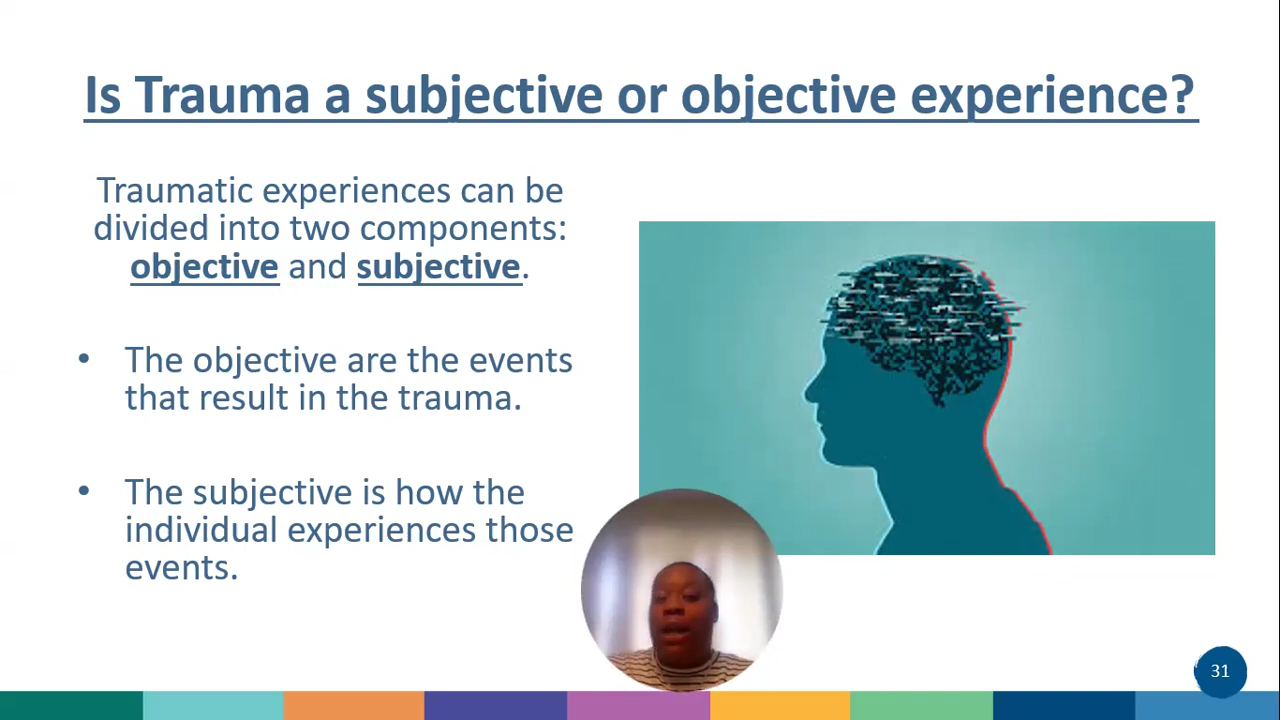 Is Trauma a subjective or objective experience?
Traumatic experiences can be
divided into two components:
objective and subjective.
• The objective are the events
that result in the trauma.
• The subjective is how the
individual experiences those
events.
31